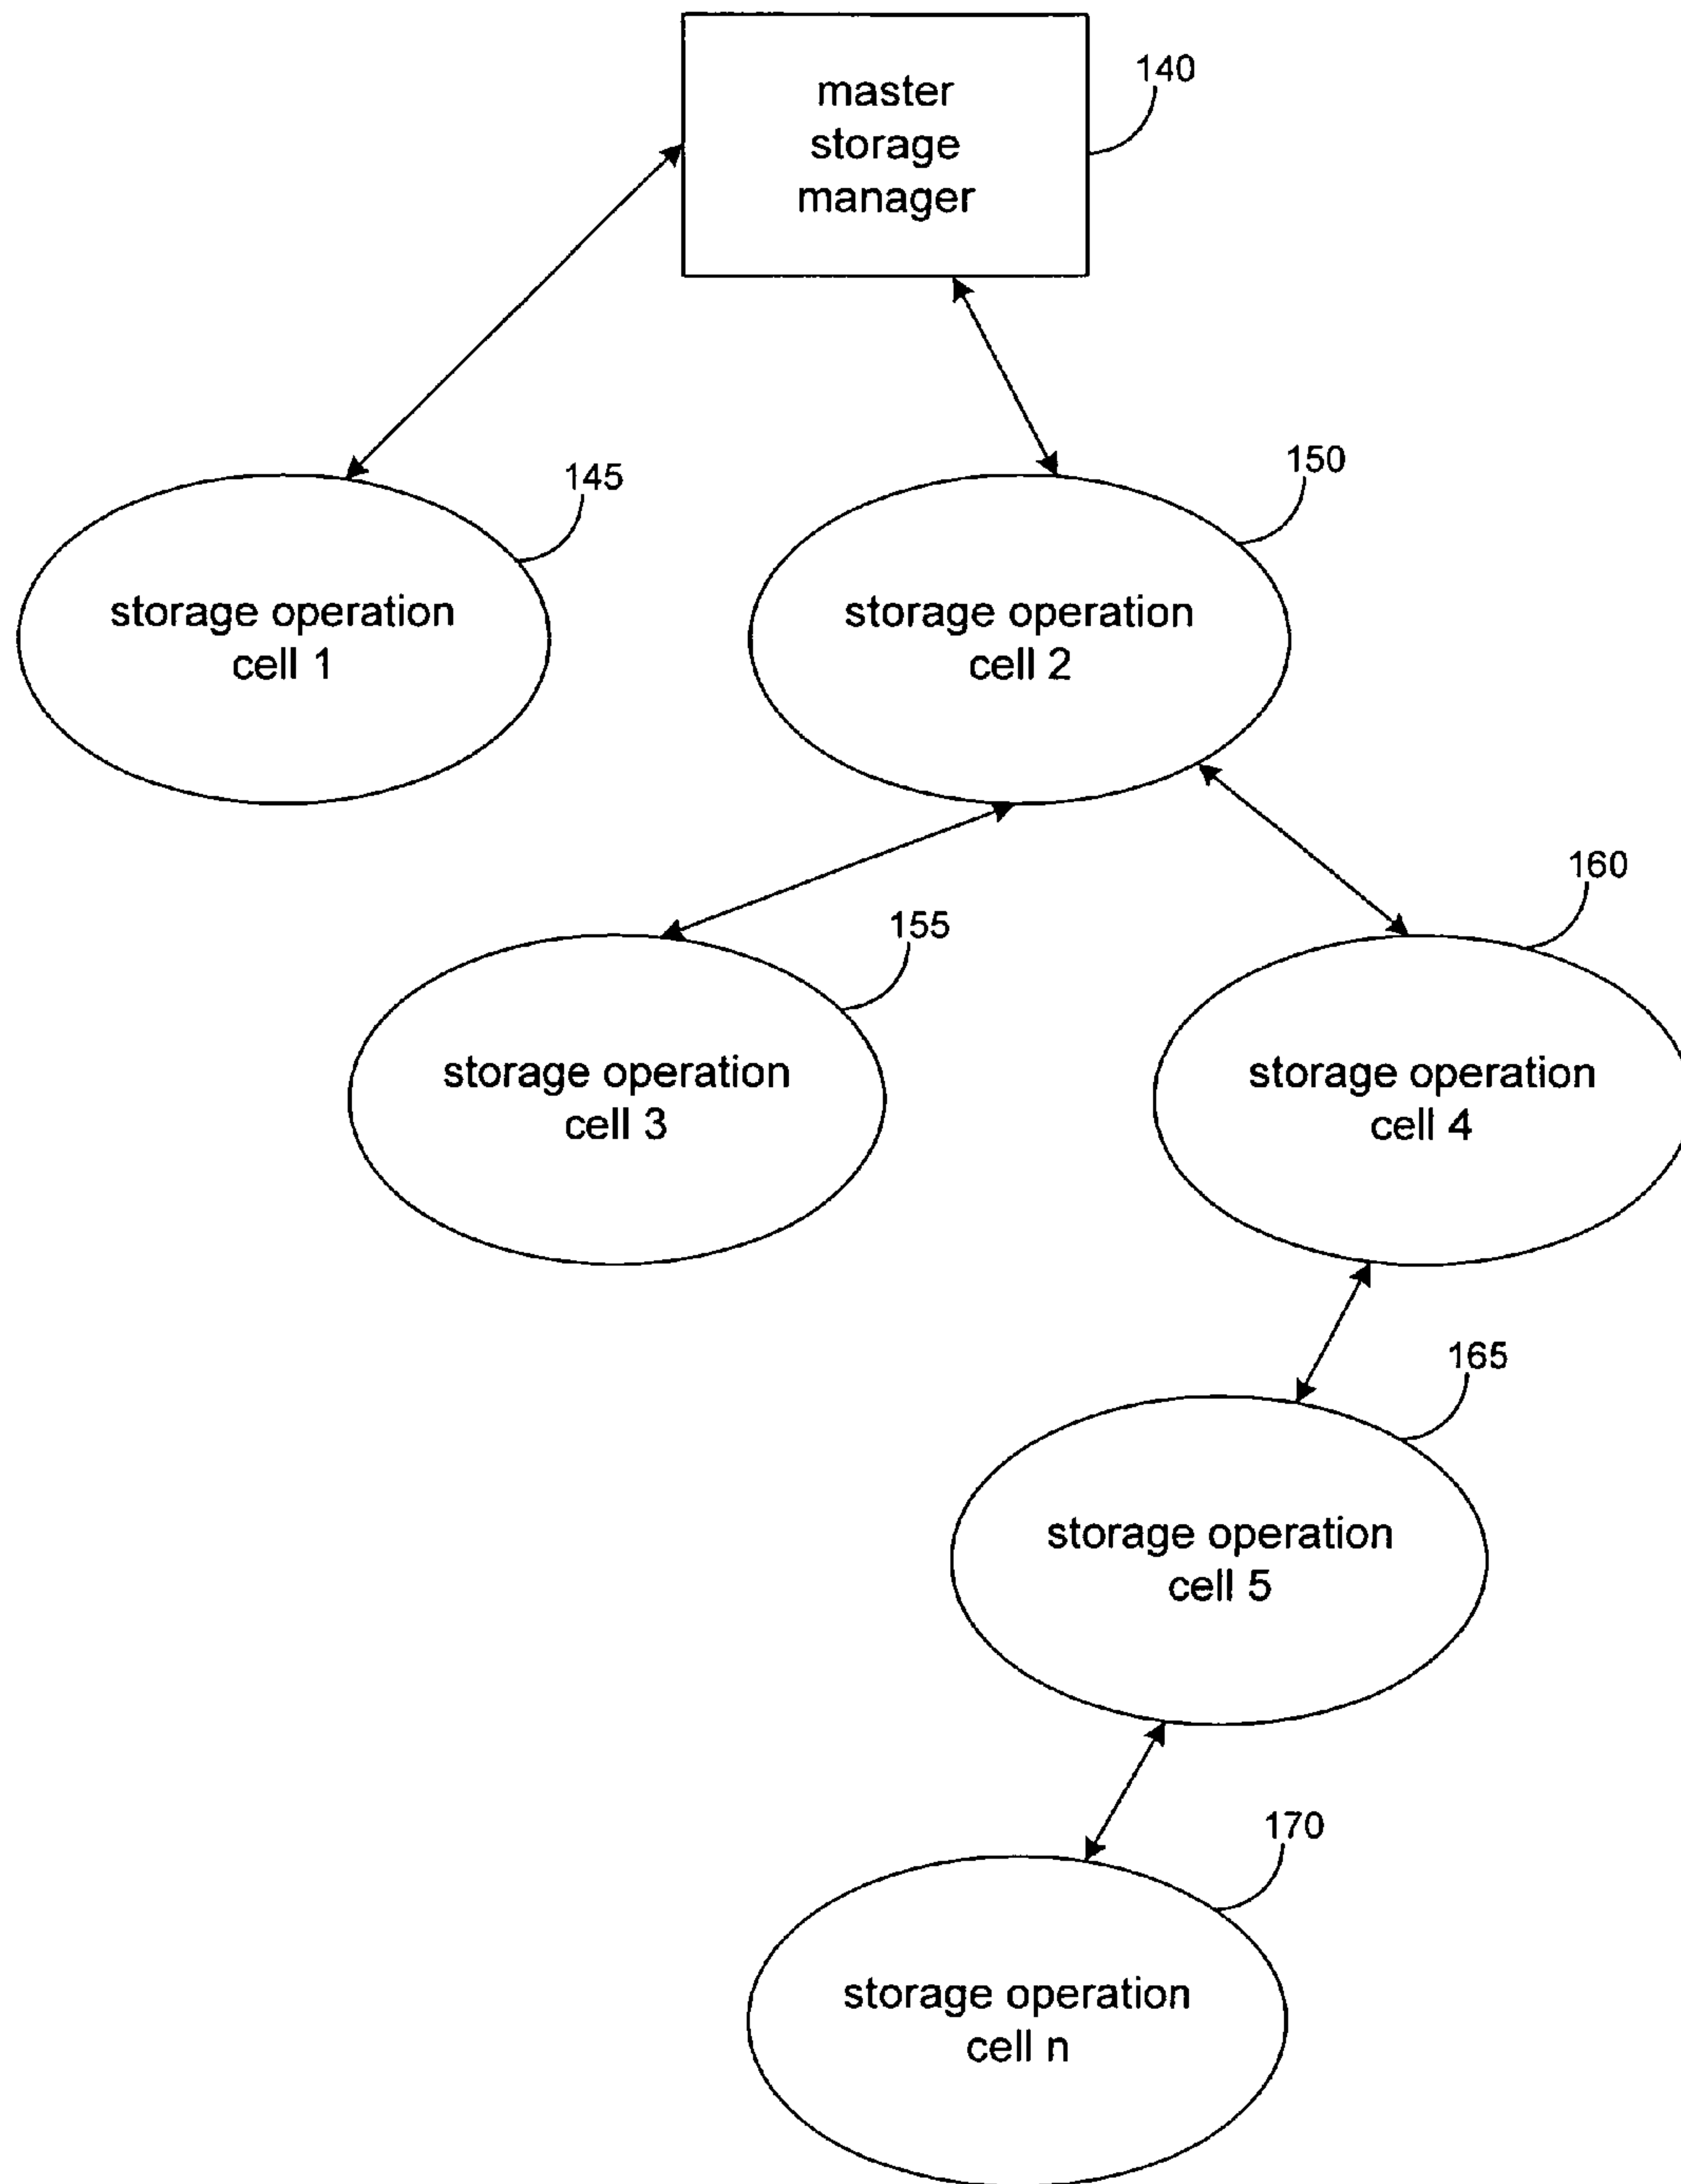 master
storage
manager
140
145
150
storage operation
cell 1
storage operation
cell 2
155
160
storage operation
cell 3
storage operation
cell 4
165
storage operation
cell 5
170
storage operation
cell n